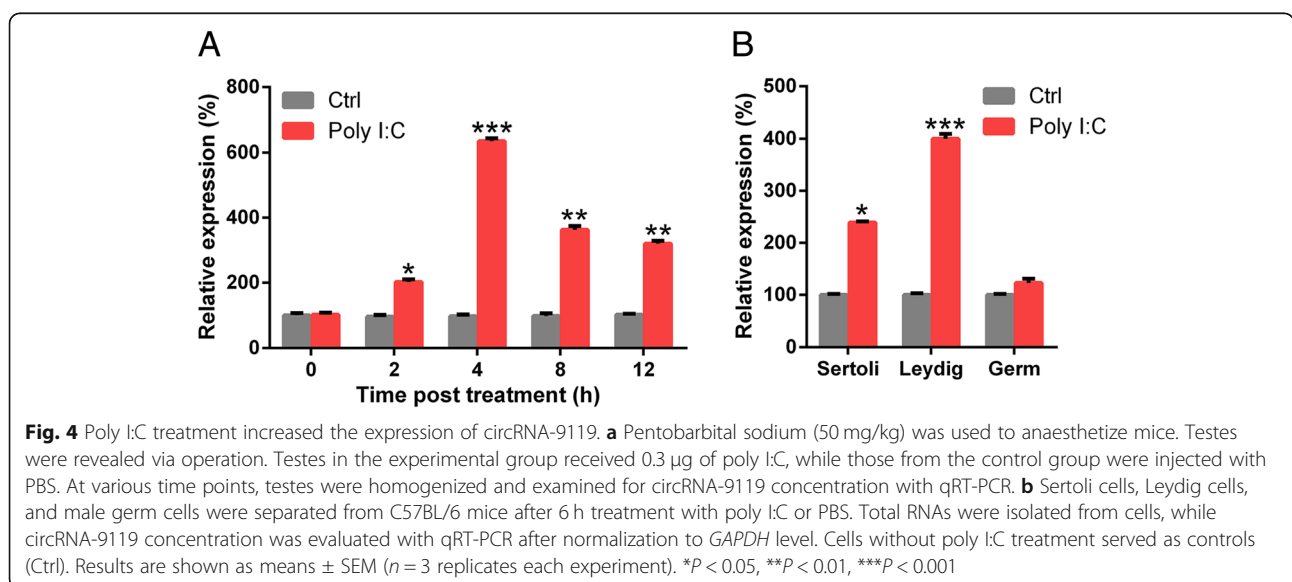 A
Relative expression (%)
800
600
400
200
0
Ctrl
Poly I:C
*
***
**
**
0 2 4 8 12
Time post treatment (h)
B
Relative expression (%)
500
400
300
200
100
0
Ctrl
Poly I:C
*
***
Sertoli Leydig Germ
Fig. 4 Poly I:C treatment increased the expression of circRNA-9119. a Pentobarbital sodium (50 mg/kg) was used to anaesthetize mice. Testes
were revealed via operation. Testes in the experimental group received 0.3 μg of poly I:C, while those from the control group were injected with
PBS. At various time points, testes were homogenized and examined for circRNA-9119 concentration with qRT-PCR. b Sertoli cells, Leydig cells,
and male germ cells were separated from C57BL/6 mice after 6 h treatment with poly I:C or PBS. Total RNAs were isolated from cells, while
circRNA-9119 concentration was evaluated with qRT-PCR after normalization to GAPDH level. Cells without poly I:C treatment served as controls
(Ctrl). Results are shown as means ± SEM (n = 3 replicates each experiment). *P < 0.05, **P < 0.01, ***P < 0.001